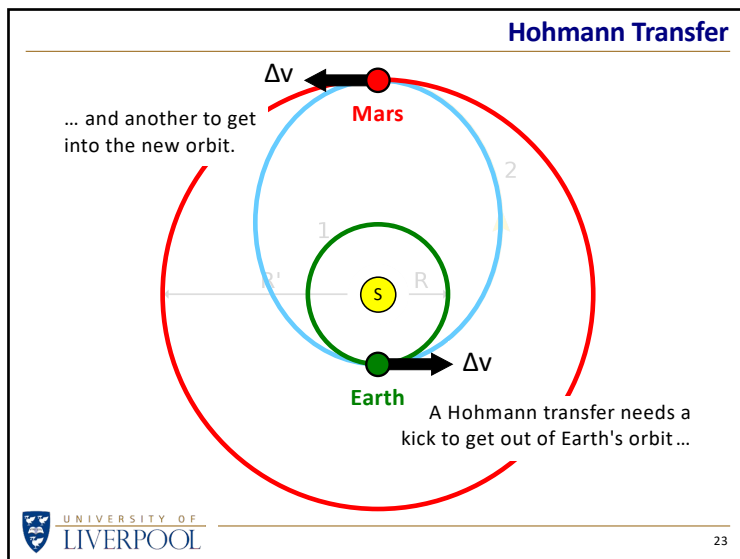 Hohmann Transfer
Δv
Mars
… and another to get
into the new orbit.
2
1
R'
S
R
Δv
Earth
A Hohmann transfer needs a
kick to get out of Earth's orbit …
UNIVERSITY OF
LIVERPOOL
23